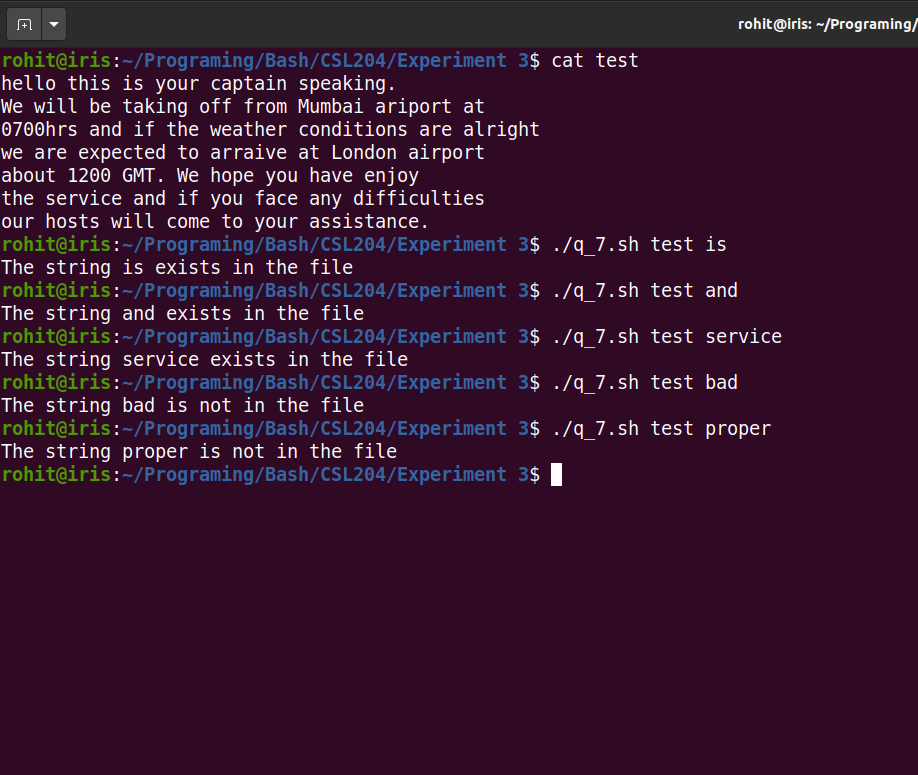 rohit@iris: ~/Programing/
rohit@iris:~/Programing/Bash/CSL204/Experiment 3$ cat test
hello this is your captain speaking.
We will be taking off from Mumbai ariport at
0700hrs and if the weather conditions are alright
we are expected to arraive at London airport
about 1200 GMT. We hope you have enjoy
the service and if you face any difficulties
our hosts will come to your assistance.
rohit@iris:~/Programing/Bash/CSL204/Experiment 3$ ./q_7.sh test is
The string is exists in the file
rohit@iris:~/Programing/Bash/CSL204/Experiment 3$ ./q_7.sh test and
The string and exists in the file
rohit@iris:~/Programing/Bash/CSL204/Experiment 3$ ./q_7.sh test service
The string service exists in the file
rohit@iris:~/Programing/Bash/CSL204/Experiment 3$ ./q_7.sh test bad
The string bad is not in the file
rohit@iris:~/Programing/Bash/CSL204/Experiment 3$ ./q_7.sh test proper
The string proper is not in the file
rohit@iris:~/Programing/Bash/CSL204/Experiment 3$